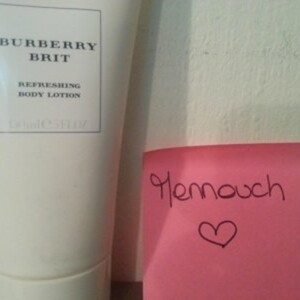 BURBERRY
BRIT
REFRESHING
BODY LOTION
Mennouch